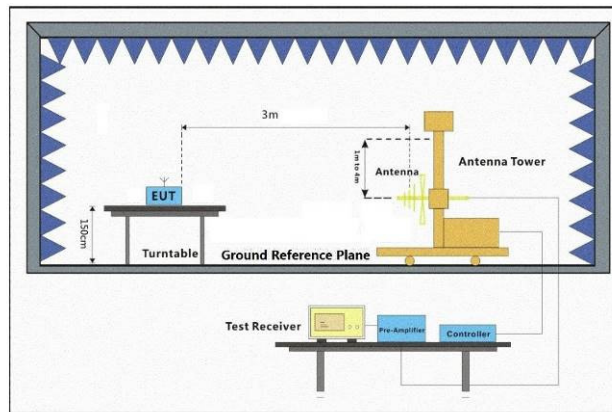 3m
1m to 4m
Antenna
Antenna Tower
EUT
150cm
Turntable
Ground Reference Plane
Test Receiver
Pre-Amplifier
Controller